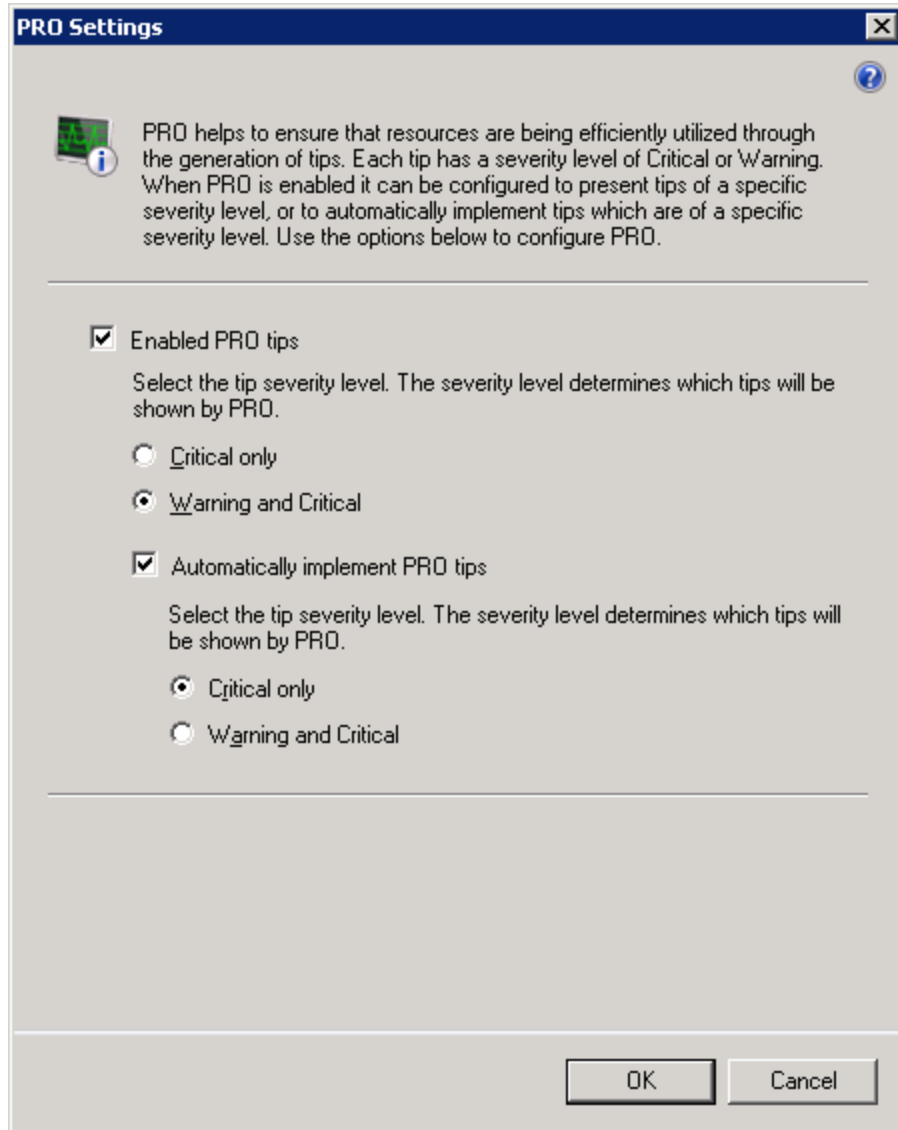 PRO Settings
PRO helps to ensure that resources are being efficiently utilized through
the generation of tips. Each tip has a severity level of Critical or Warning.
When PRO is enabled it can be configured to present tips of a specific
severity level, or to automatically implement tips which are of a specific
severity level. Use the options below to configure PRO.
Enabled PRO tips
Select the tip severity level. The severity level determines which tips will be
shown by PRO.
Critical only
Warning and Critical
Automatically implement PRO tips
Select the tip severity level. The severity level determines which tips will
be shown by PRO.
Critical only
Warning and Critical
OK Cancel